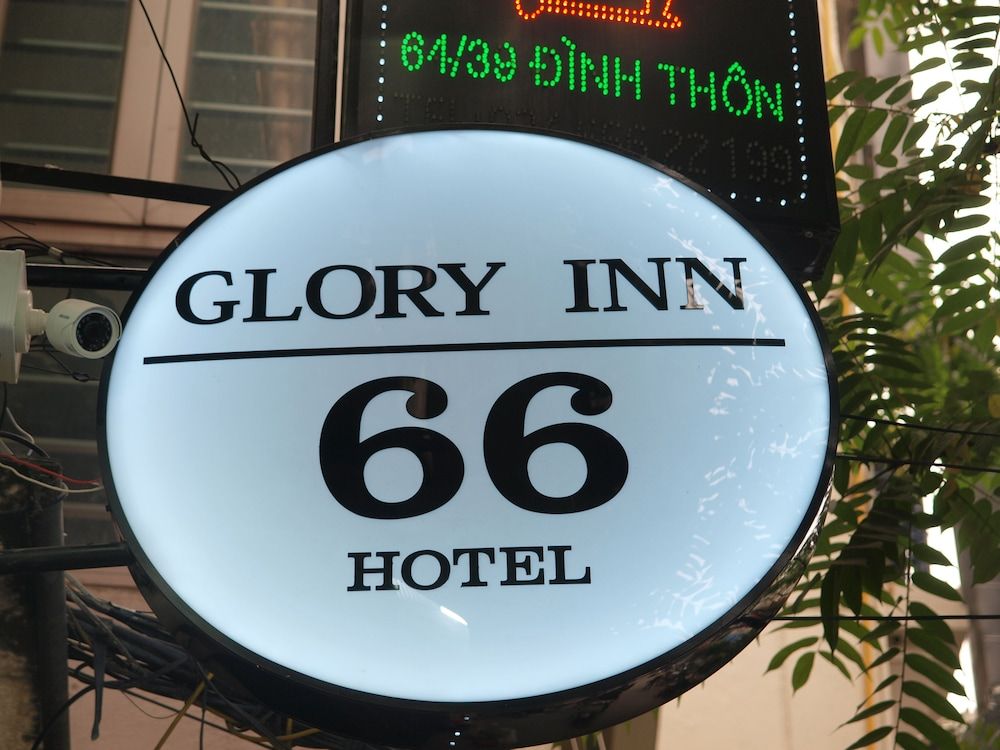 64/39 ĐÌNH THÔN
GLORY INN
66
HOTEL